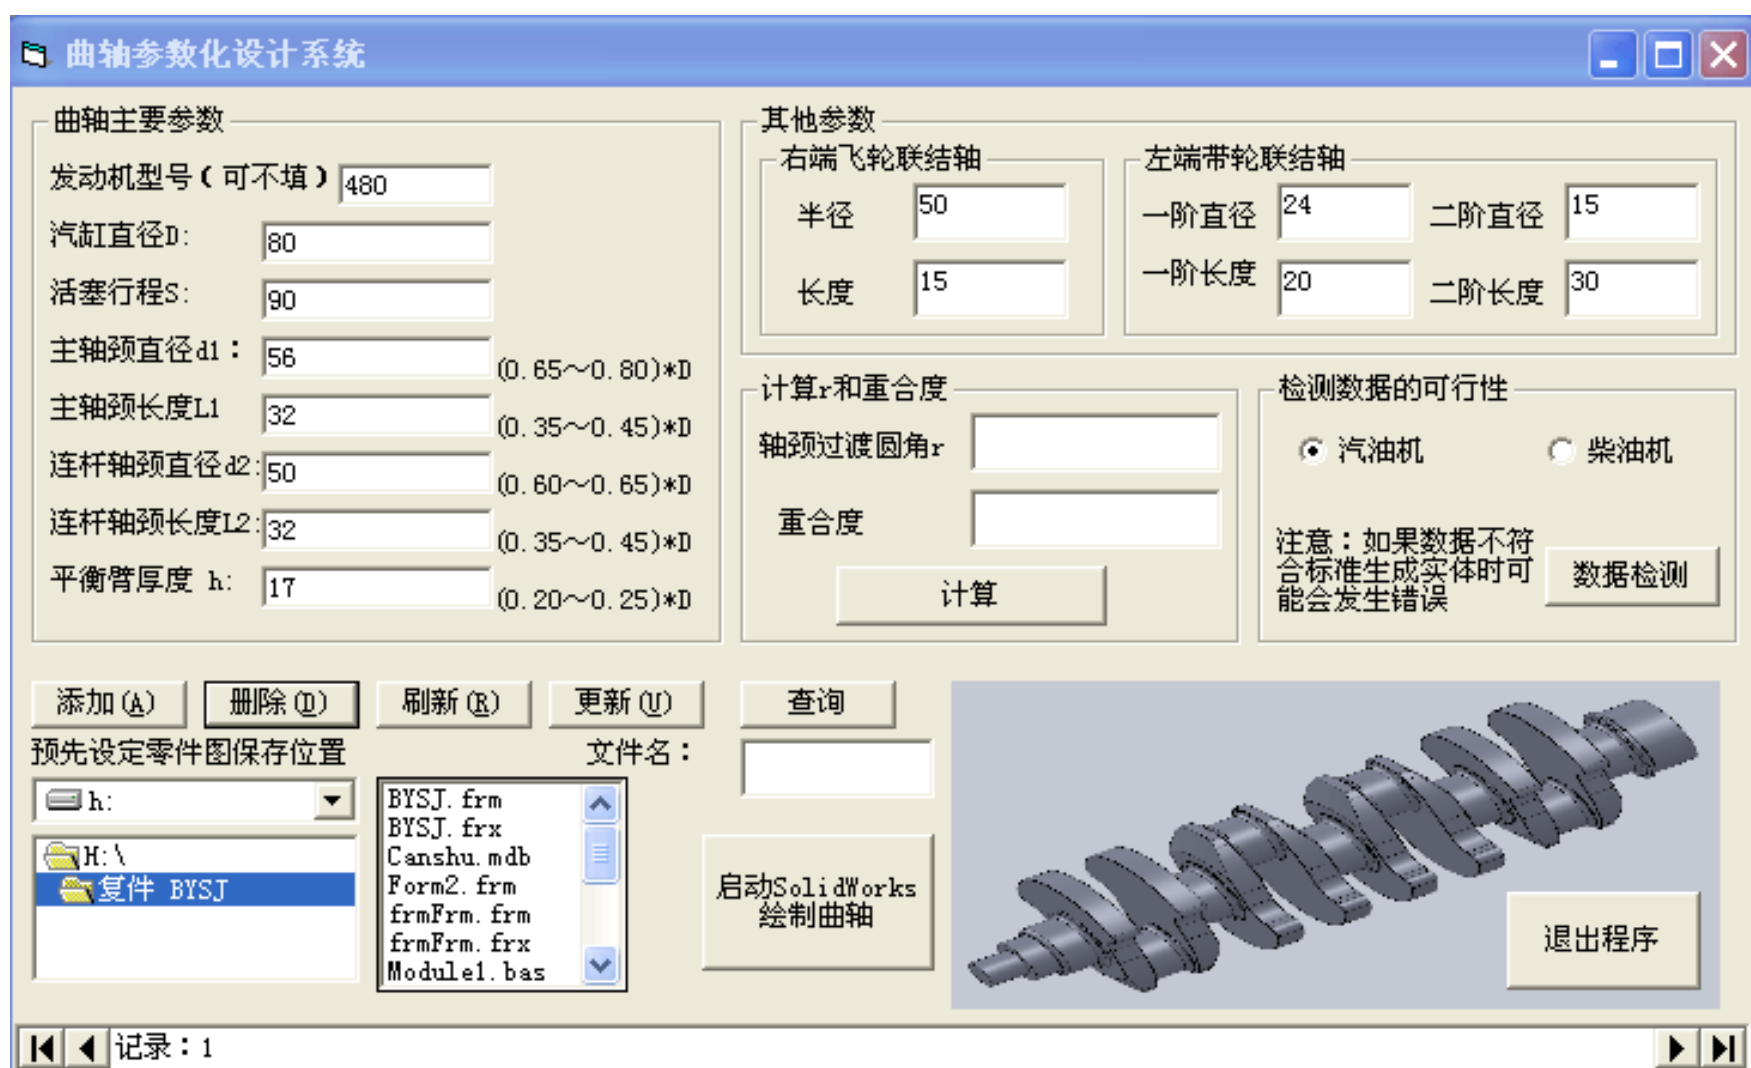 曲轴参数化设计系统
曲轴主要参数
发动机型号(可不填) 480
汽缸直径D: 80
活塞行程S: 90
主轴颈直径d1: 56 (0.65～0.80)*D
主轴颈长度L1 32 (0.35～0.45)*D
连杆轴颈直径d2: 50 (0.60～0.65)*D
连杆轴颈长度L2: 32 (0.35～0.45)*D
平衡臂厚度 h: 17 (0.20～0.25)*D
其他参数
右端飞轮联结轴
半径 50
长度 15
左端带轮联结轴
一阶直径 24 二阶直径 15
一阶长度 20 二阶长度 30
计算r和重合度
轴颈过渡圆角r
重合度
计算
检测数据的可行性
汽油机 柴油机
注意:如果数据不符
合标准生成实体时可
能会发生错误
数据检测
添加(A) 册除(D) 刷新(R) 更新(U) 查询
预先设定零件图保存位置
文件名:
h:
H:\
复件 BYSJ
BYSJ.frm
BYSJ.frx
Canshu.mdb
Form2.frm
frmFrm.frm
frmFrm.frx
Module1.bas
启动SolidWorks
绘制曲轴
退出程序
记录:1